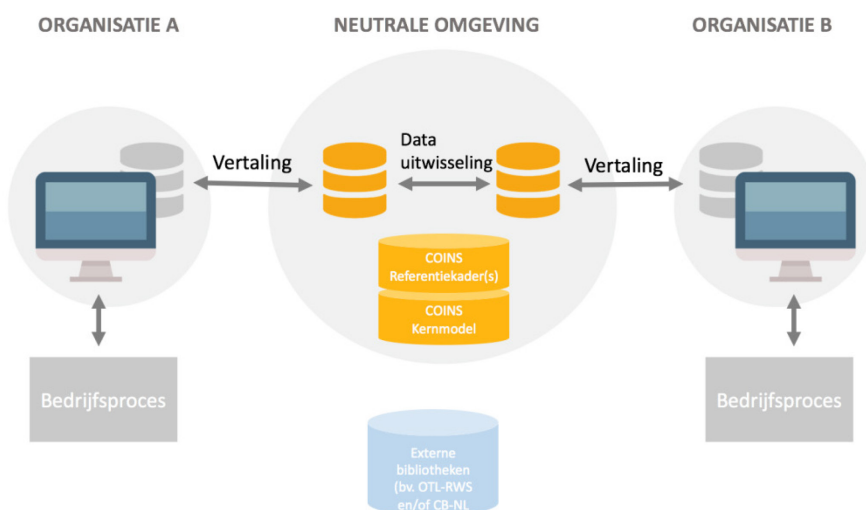 ORGANISATIE A
NEUTRALE OMGEVING
ORGANISATIE B
Vertaling
Data
uitwisseling
Vertaling
COINS
Referentiekader(s)
COINS
Kernmodel
Bedrijfsproces
Bedrijfsproces
Externe
bibliotheken
(bv. OTL-RWS
en/of CB-NL